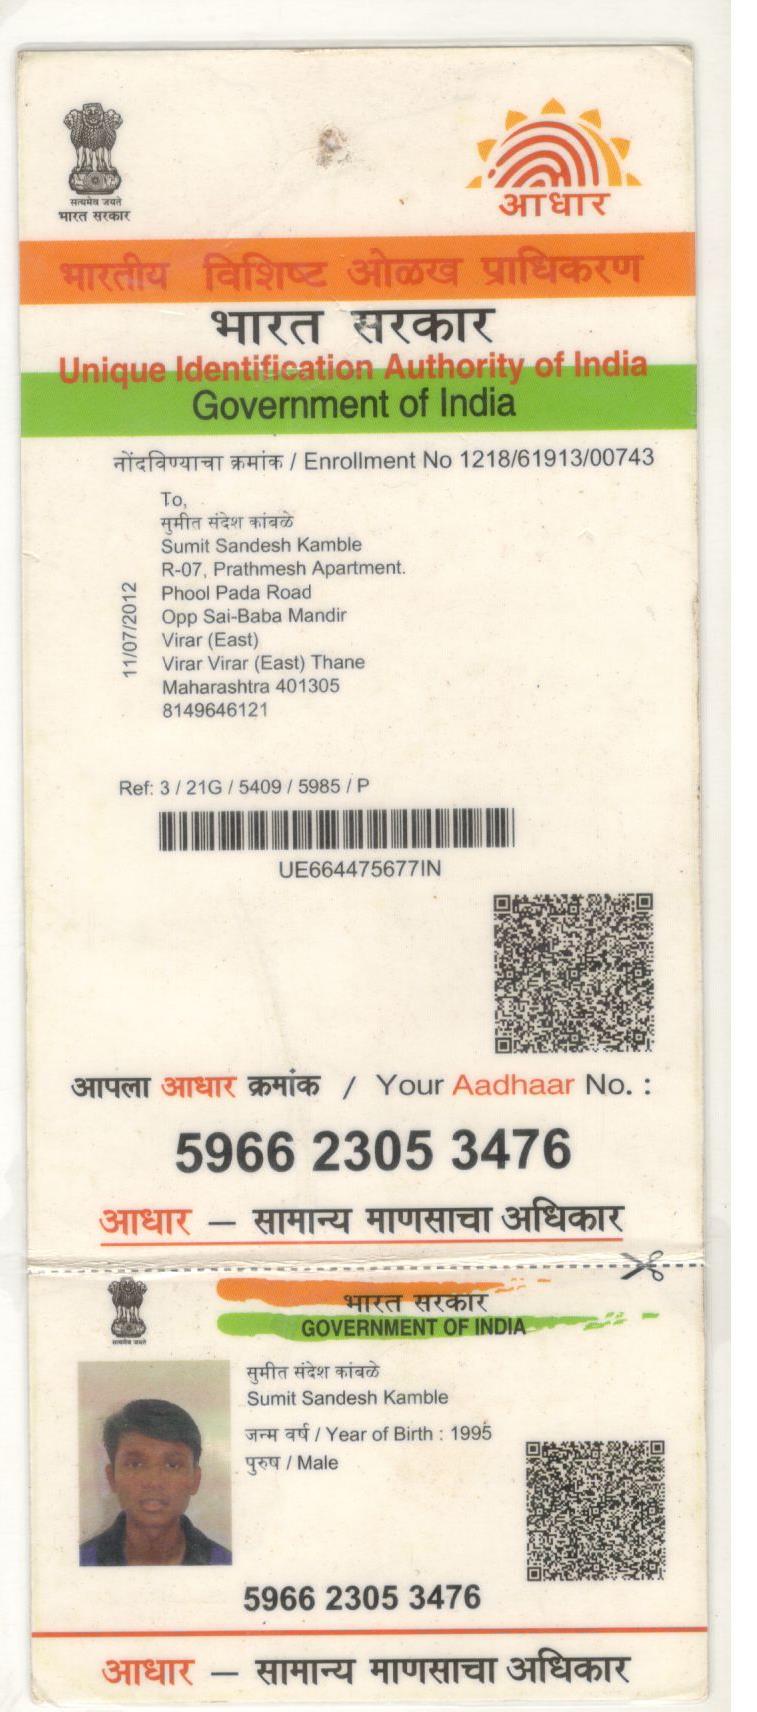 सत्यमेव जयते
भारत सरकार
आधार
भारतीय विशिष्ट ओळख प्राधिकरण
भारत सरकार
Unique Identification Authority of India
Government of India
नोंदविण्याचा क्रमांक / Enrollment No 1218/61913/00743
To,
सुमीत संदेश कांबळे
Sumit Sandesh Kamble
R-07, Prathmesh Apartment.
Phool Pada Road
Opp Sai-Baba Mandir
Virar (East)
Virar Virar (East) Thane
Maharashtra 401305
8149646121
11/07/2012
Ref: 3 / 21G / 5409 / 5985 / P
UE664475677IN
आपला आधार क्रमांक / Your Aadhaar No. :
5966 2305 3476
आधार – सामान्य माणसाचा अधिकार
सत्यमेव जयते
भारत सरकार
GOVERNMENT OF INDIA
सुमीत संदेश कांबळे
Sumit Sandesh Kamble
जन्म वर्ष / Year of Birth : 1995
पुरुष / Male
5966 2305 3476
आधार – सामान्य माणसाचा अधिकार